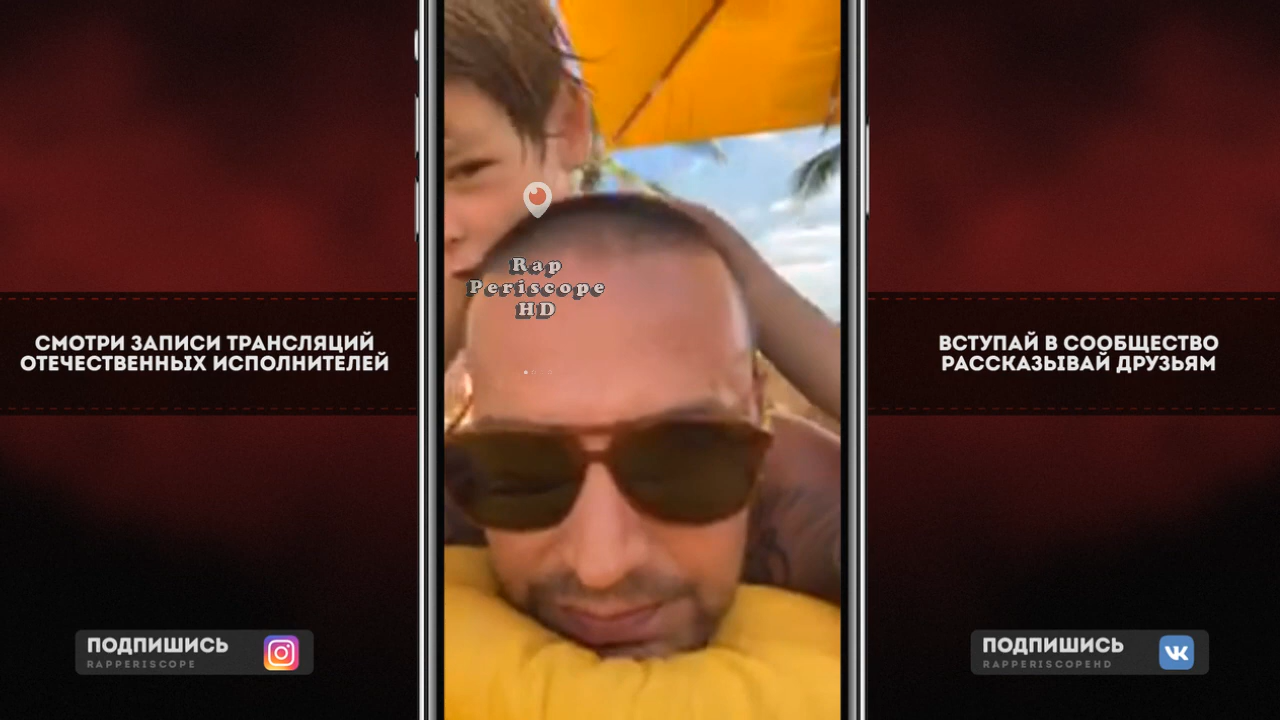 СМОТРИ ЗАПИСИ ТРАНСЛЯЦИЙ
ОТЕЧЕСТВЕННЫХ ИСПОЛНИТЕЛЕЙ
ПОДПИШИСЬ
RAPPERISCOPE
Rap
Periscope
HD
ВСТУПАЙ В СООБЩЕСТВО
РАССКАЗЫВАЙ ДРУЗЬЯМ
ПОДПИШИСЬ
RAPPERISCOPEHD